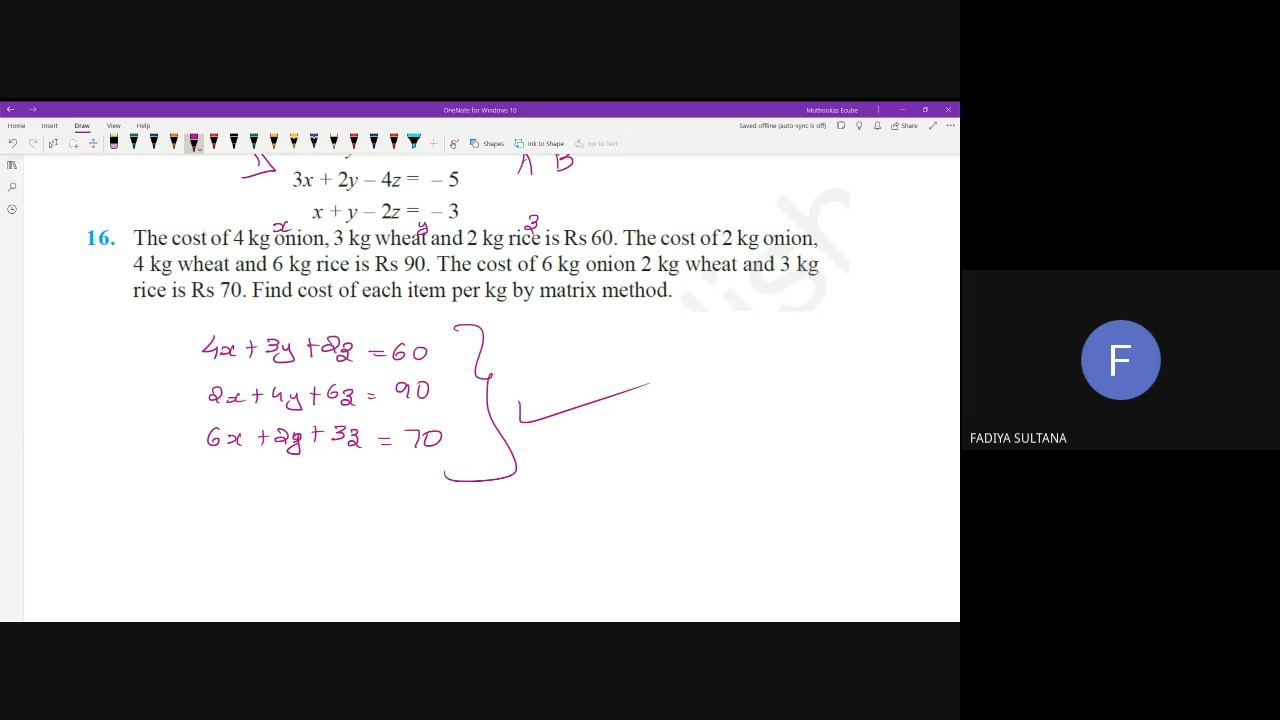 OneNote for Windows 10
Muthookas Ecube
Home Insert Draw View Help
Saved offline (auto-sync is off) Share
Shapes Ink to Shape Ink to Text
A B
3x + 2y – 4z = – 5
x + y – 2z = – 3
x y z
16. The cost of 4 kg onion, 3 kg wheat and 2 kg rice is Rs 60. The cost of 2 kg onion,
4 kg wheat and 6 kg rice is Rs 90. The cost of 6 kg onion 2 kg wheat and 3 kg
rice is Rs 70. Find cost of each item per kg by matrix method.
4x + 3y + 2z = 60
2x + 4y + 6z = 90
6x + 2y + 3z = 70
F
FADIYA SULTANA